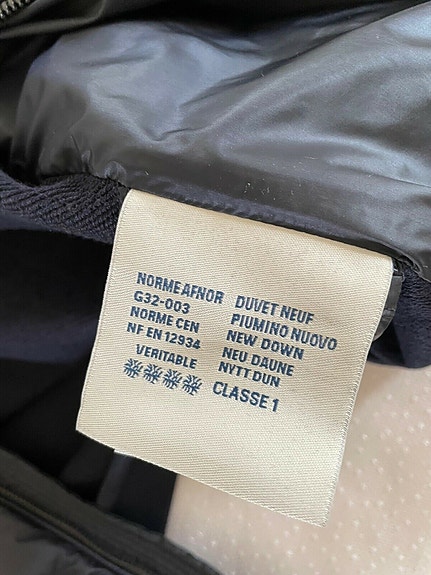 NORME AFNOR
G32-003
NORME CEN
NF EN 12934
VERITABLE
DUVET NEUF
PIUMINO NUOVO
NEW DOWN
NEU DAUNE
NYTT DUN
CLASSE 1